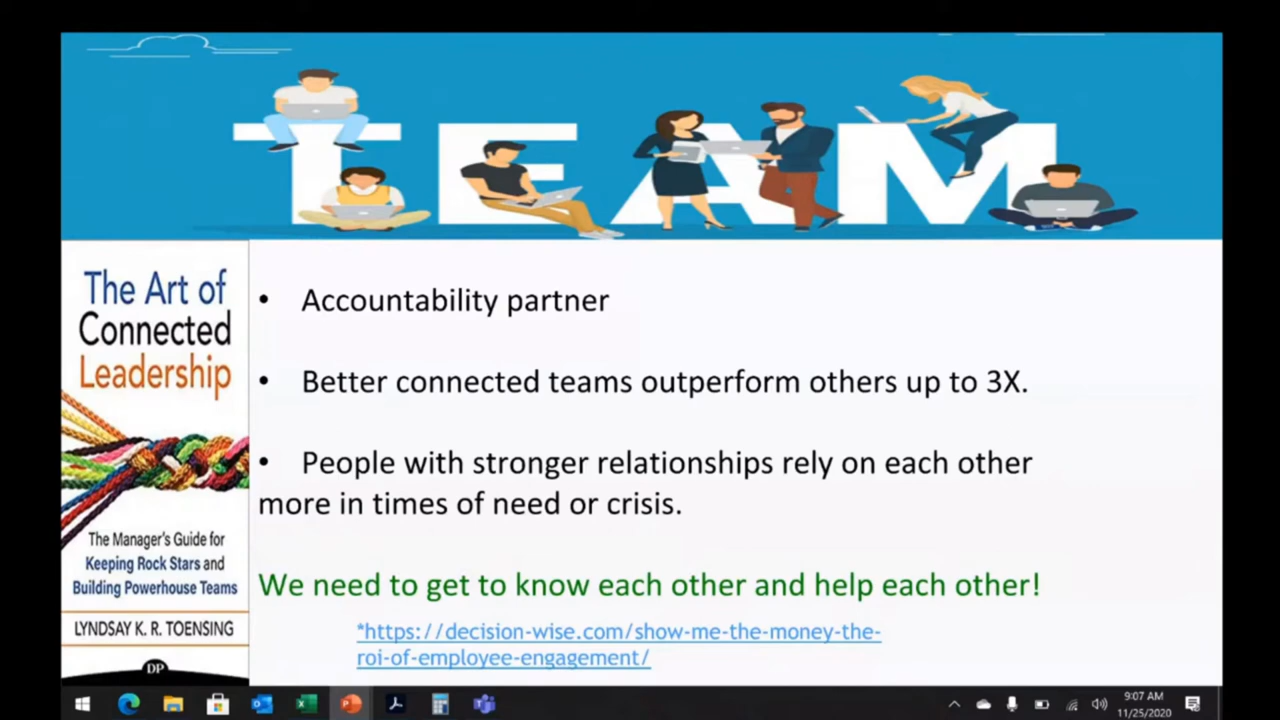 TEAM
The Art of
Connected
Leadership
The Manager's Guide for
Keeping Rock Stars and
Building Powerhouse Teams
LYNDSAY K. R. TOENSING
DP
• Accountability partner
• Better connected teams outperform others up to 3X.
• People with stronger relationships rely on each other
more in times of need or crisis.
We need to get to know each other and help each other!
*https://decision-wise.com/show-me-the-money-the-
roi-of-employee-engagement/
9:07 AM
11/25/2020